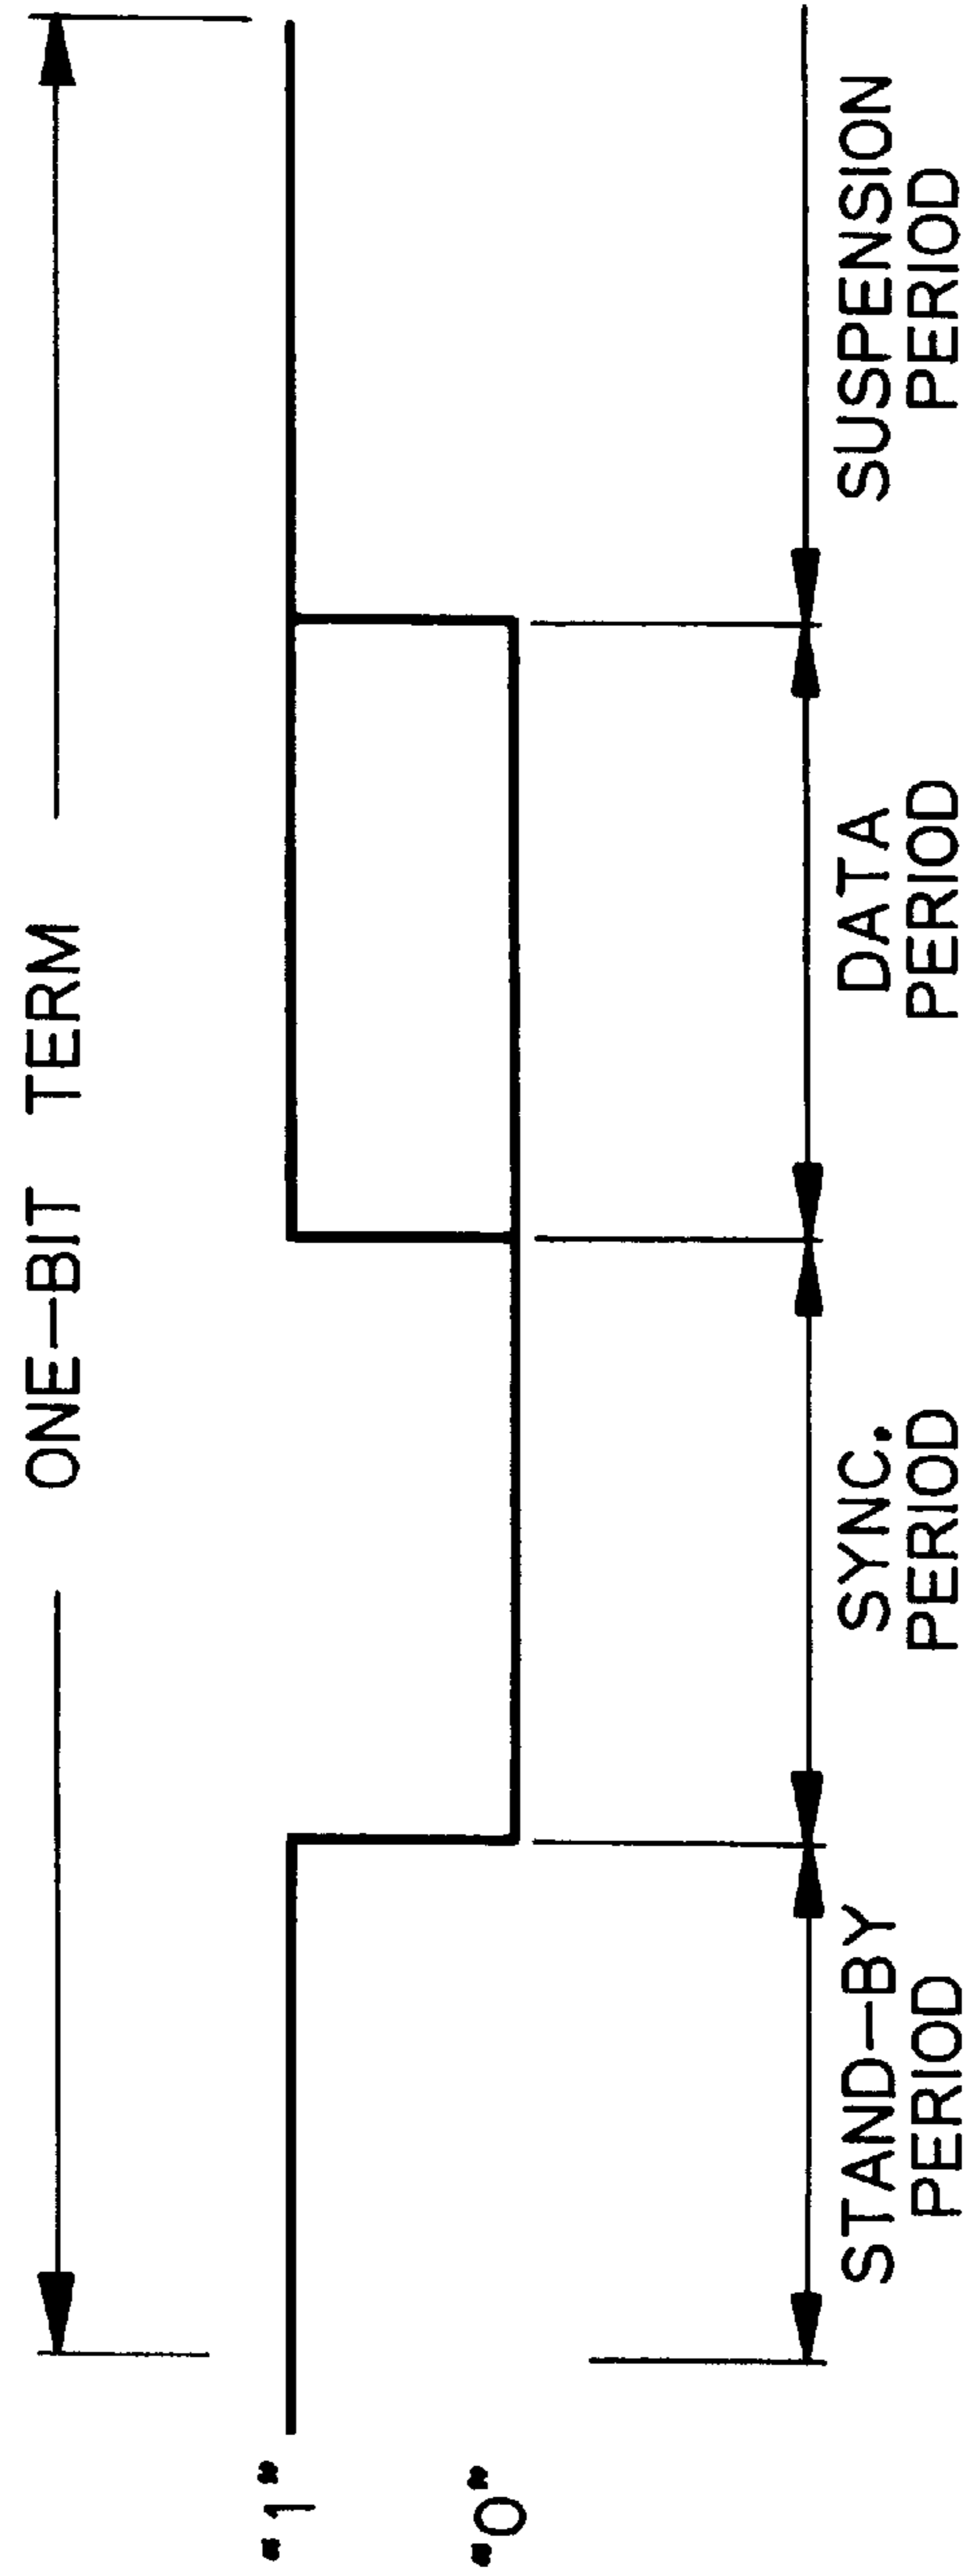 ONE-BIT TERM
"1"
"0"
STAND-BY
PERIOD
SYNC.
PERIOD
DATA
PERIOD
SUSPENSION
PERIOD